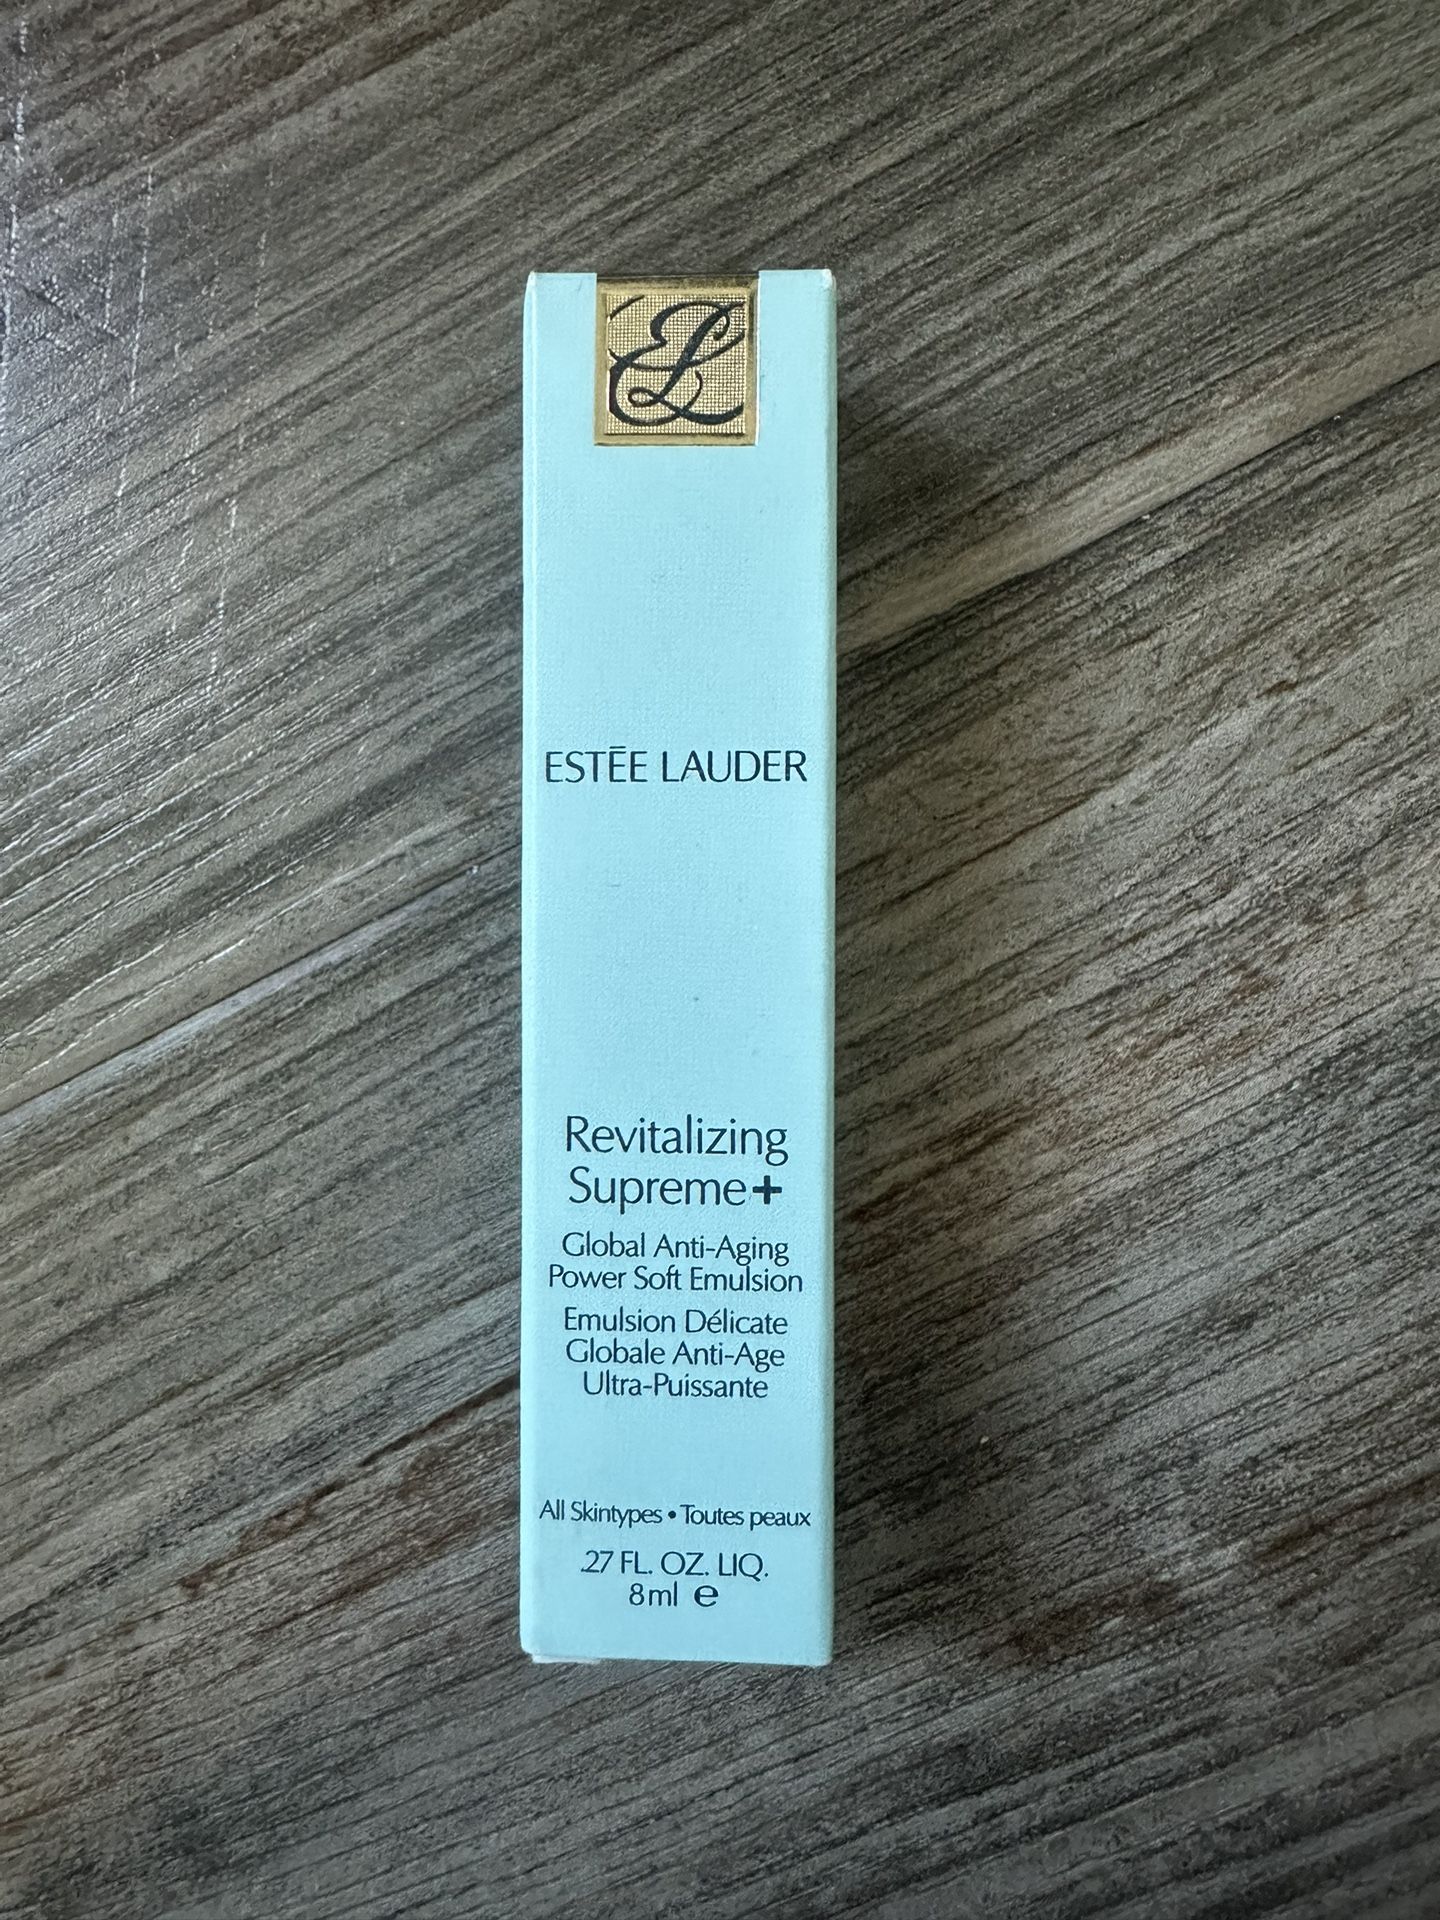 EL
ESTĒE LAUDER
Revitalizing
Supreme+
Global Anti-Aging
Power Soft Emulsion
Emulsion Délicate
Globale Anti-Age
Ultra-Puissante
All Skintypes • Toutes peaux
.27 FL. OZ. LIQ.
8ml ℮